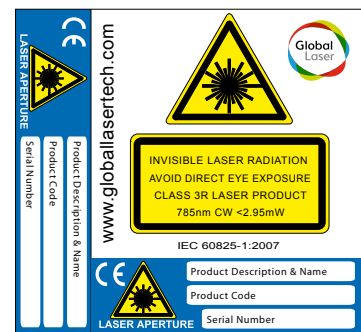 CE
LASER APERTURE
Product Description & Name
Product Code
Serial Number
www.globallasertech.com
Global
Laser
INVISIBLE LASER RADIATION
AVOID DIRECT EYE EXPOSURE
CLASS 3R LASER PRODUCT
785nm CW <2.95mW
IEC 60825-1:2007
CE
LASER APERTURE
Product Description & Name
Product Code
Serial Number